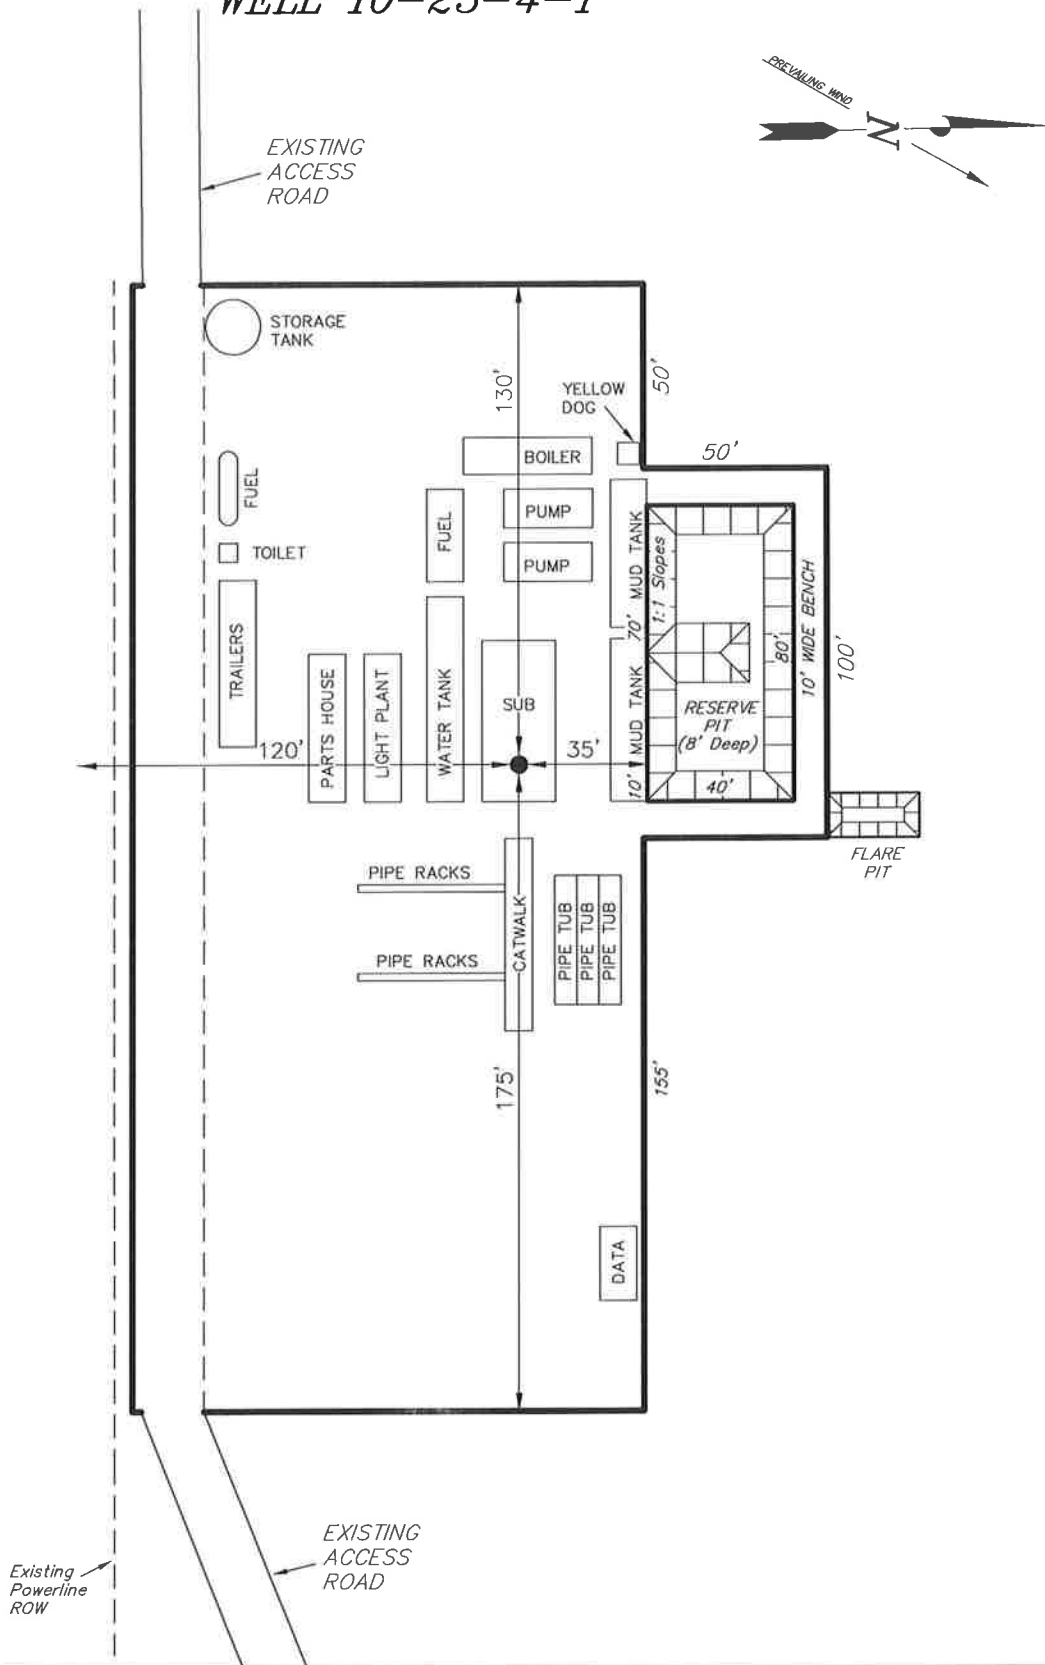 WELL 10-23-4-1
PREVAILING WIND
N
EXISTING
ACCESS
ROAD
STORAGE
TANK
130'
YELLOW
DOG
50'
50'
BOILER
FUEL
FUEL
PUMP
TOILET
PUMP
MUD TANK
1:1 Slopes
70'
TRAILERS
PARTS HOUSE
LIGHT PLANT
WATER TANK
SUB
MUD TANK
80'
10' WIDE BENCH
100'
RESERVE
PIT
(8' Deep)
120'
35'
10'
40'
FLARE
PIT
PIPE RACKS
CATWALK
PIPE TUB
PIPE TUB
PIPE TUB
PIPE RACKS
175'
155'
DATA
EXISTING
ACCESS
ROAD
Existing
Powerline
ROW